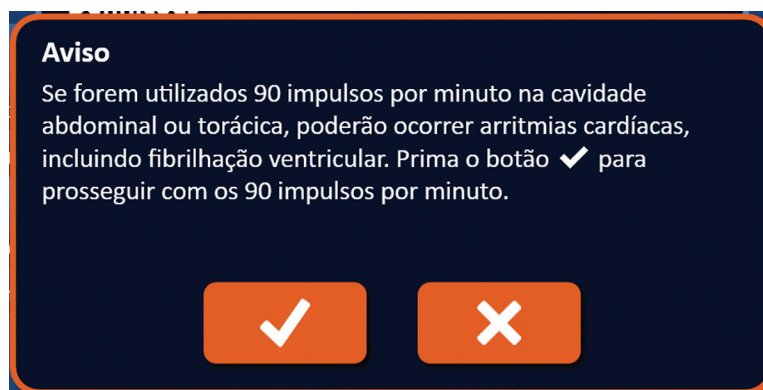 Aviso
Se forem utilizados 90 impulsos por minuto na cavidade
abdominal ou torácica, poderão ocorrer arritmias cardíacas,
incluindo fibrilhação ventricular. Prima o botão ✔ para
prosseguir com os 90 impulsos por minuto.